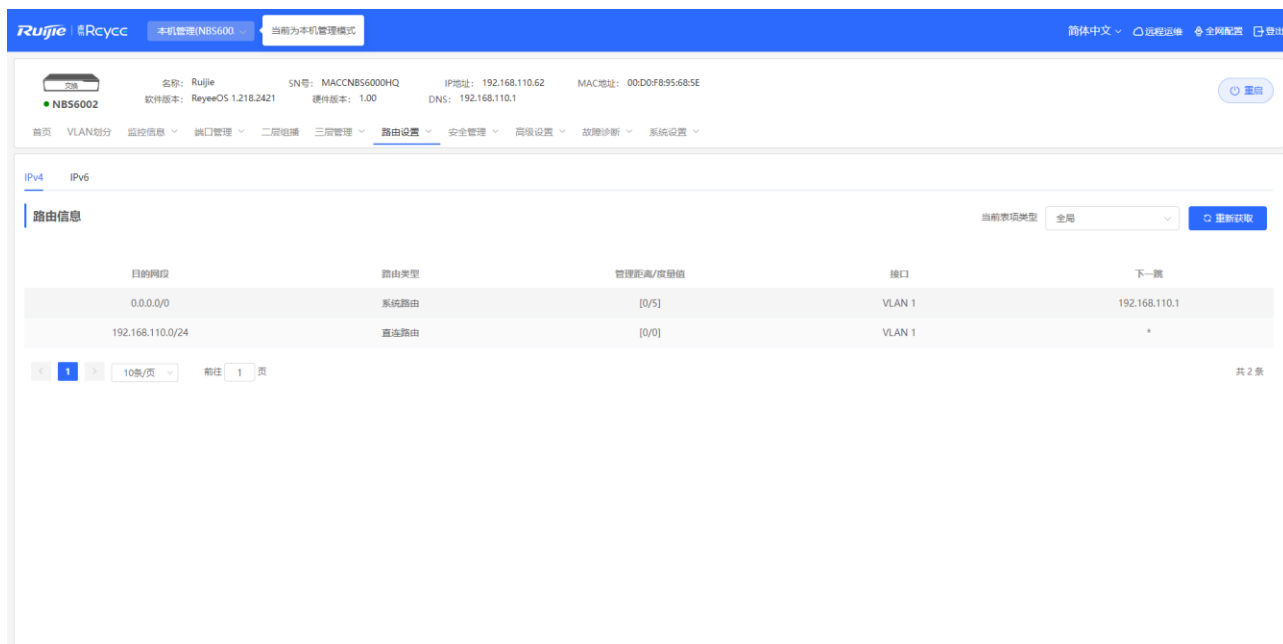 Ruijie Rcycc 本机管理(NBS600. 当前为本机管理模式 简体中文 远程运维 全网配置 登出
交换
NBS6002
名称: Ruijie SN号: MACCNBS6000HQ IP地址: 192.168.110.62 MAC地址: 00:D0:F8:95:68:5E
软件版本: ReyeeOS 1.218.2421 硬件版本: 1.00 DNS: 192.168.110.1
重启
首页 VLAN划分 监控信息 端口管理 二层组播 三层管理 路由设置 安全管理 高级设置 故障诊断 系统设置
IPv4 IPv6
路由信息 当前表项类型 全局 重新获取
目的网段 路由类型 管理距离/度量值 接口 下一跳
0.0.0.0/0 系统路由 [0/5] VLAN 1 192.168.110.1
192.168.110.0/24 直连路由 [0/0] VLAN 1 *
1 10条/页 前往 1 页 共 2 条